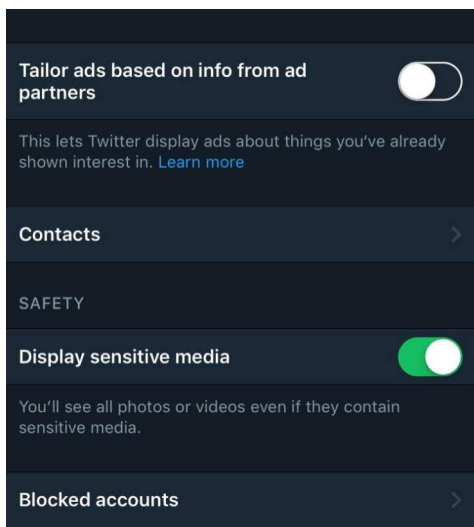 Tailor ads based on info from ad
partners
This lets Twitter display ads about things you’ve already
shown interest in. Learn more
Contacts
SAFETY
Display sensitive media
You’ll see all photos or videos even if they contain
sensitive media.
Blocked accounts